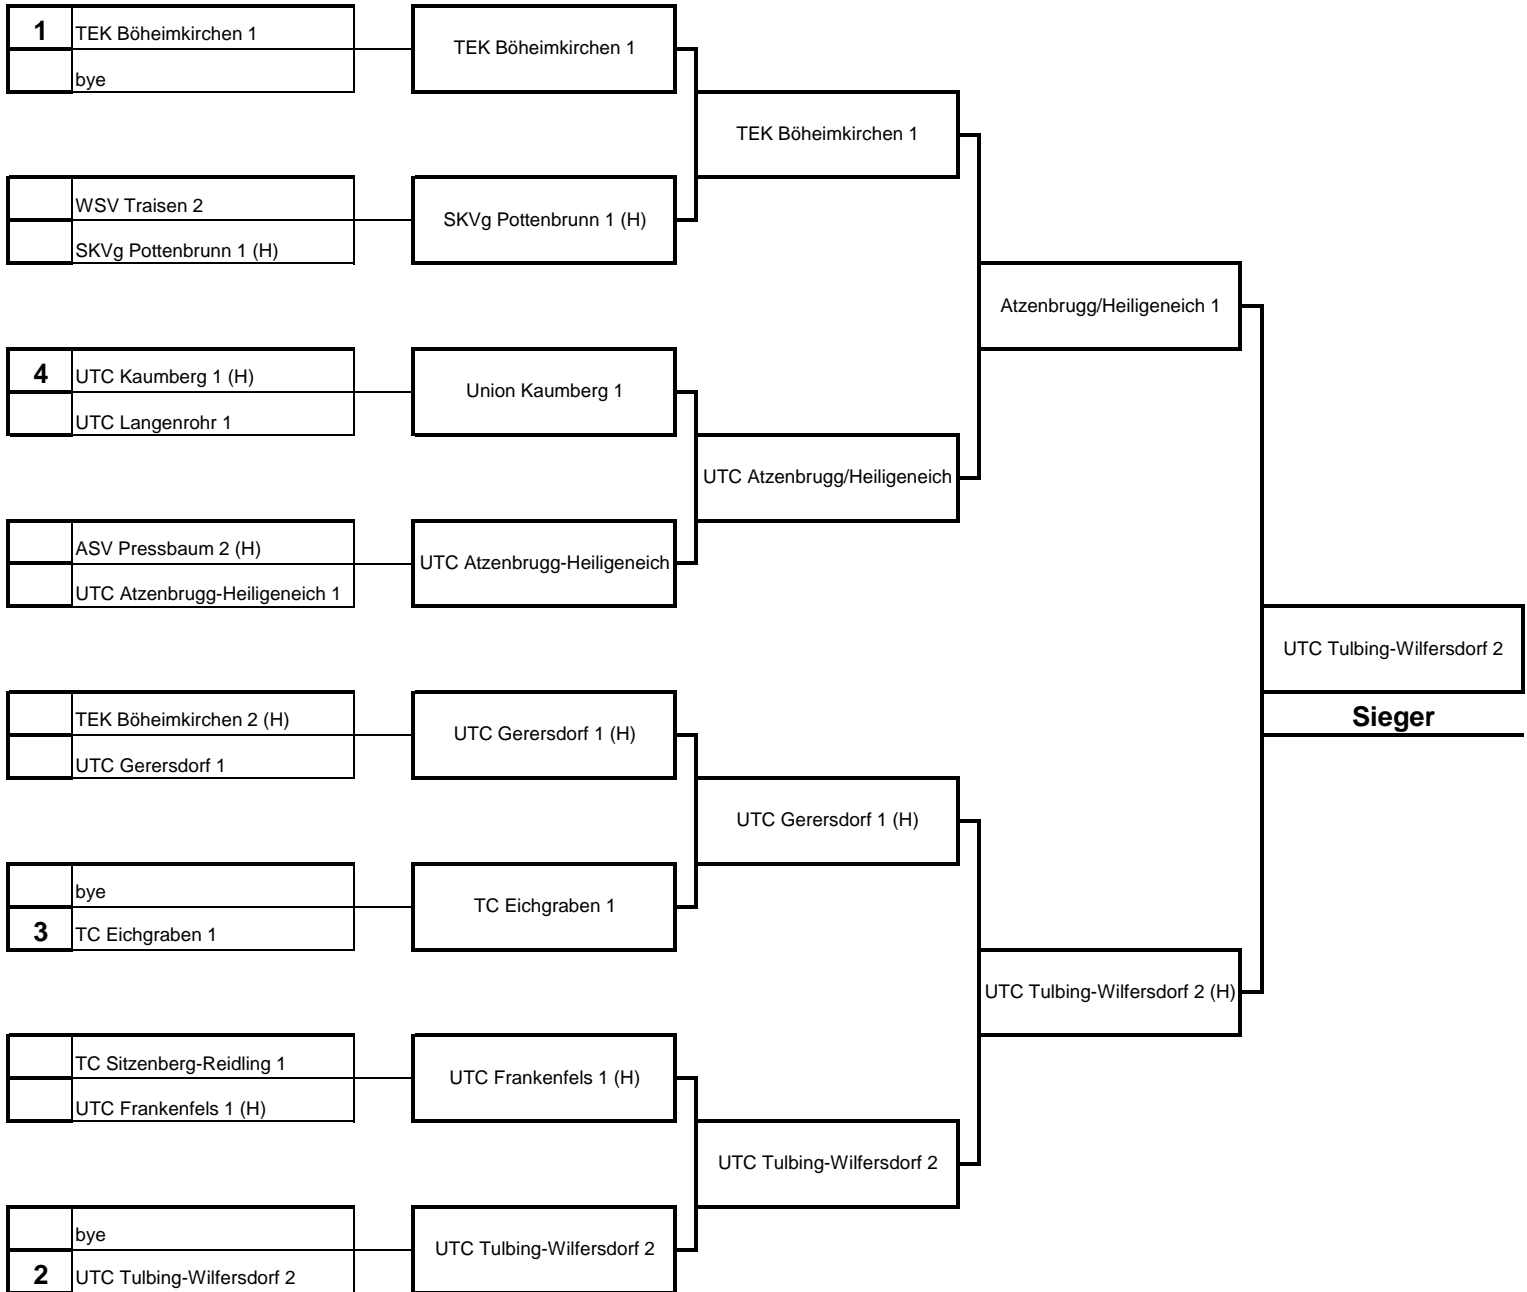 1
TEK Böheimkirchen 1
bye
TEK Böheimkirchen 1
TEK Böheimkirchen 1
WSV Traisen 2
SKVg Pottenbrunn 1 (H)
SKVg Pottenbrunn 1 (H)
Atzenbrugg/Heiligeneich 1
4
UTC Kaumberg 1 (H)
UTC Langenrohr 1
Union Kaumberg 1
UTC Atzenbrugg/Heiligeneich
ASV Pressbaum 2 (H)
UTC Atzenbrugg-Heiligeneich 1
UTC Atzenbrugg-Heiligeneich
UTC Tulbing-Wilfersdorf 2
Sieger
TEK Böheimkirchen 2 (H)
UTC Gerersdorf 1
UTC Gerersdorf 1 (H)
UTC Gerersdorf 1 (H)
bye
3
TC Eichgraben 1
TC Eichgraben 1
UTC Tulbing-Wilfersdorf 2 (H)
TC Sitzenberg-Reidling 1
UTC Frankenfels 1 (H)
UTC Frankenfels 1 (H)
UTC Tulbing-Wilfersdorf 2
bye
2
UTC Tulbing-Wilfersdorf 2
UTC Tulbing-Wilfersdorf 2